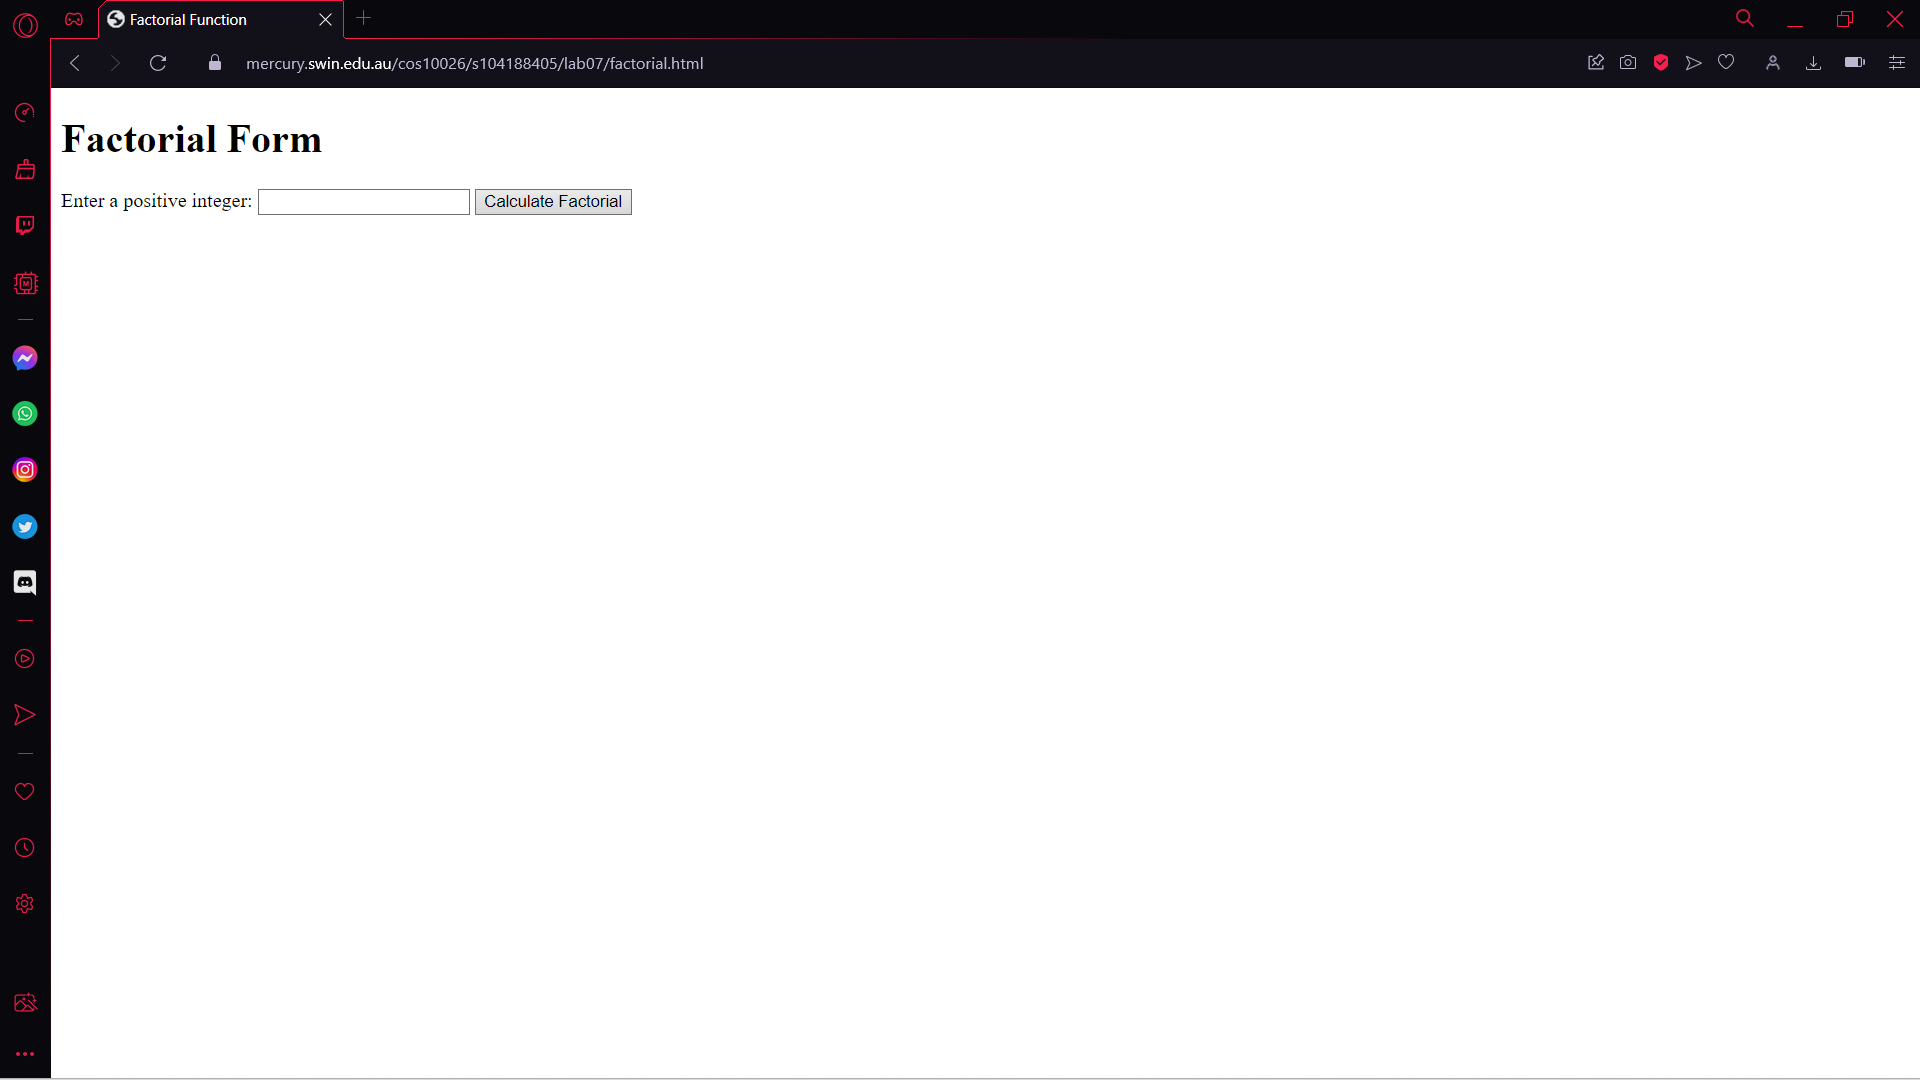 Factorial Function
mercury.swin.edu.au/cos10026/s104188405/lab07/factorial.html
Factorial Form
Enter a positive integer: Calculate Factorial